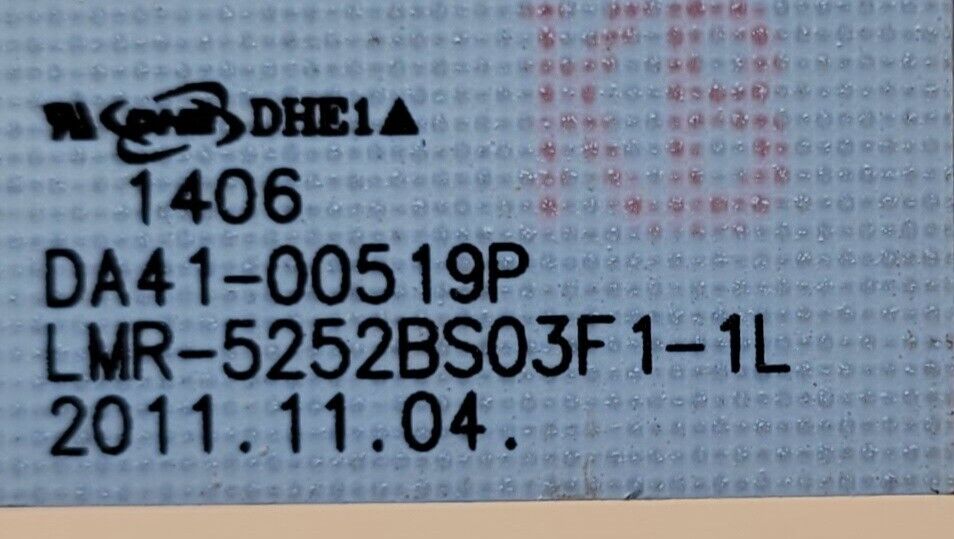 DHE1▲
1406
DA41-00519P
LMR-5252BS03F1-1L
2011.11.04.